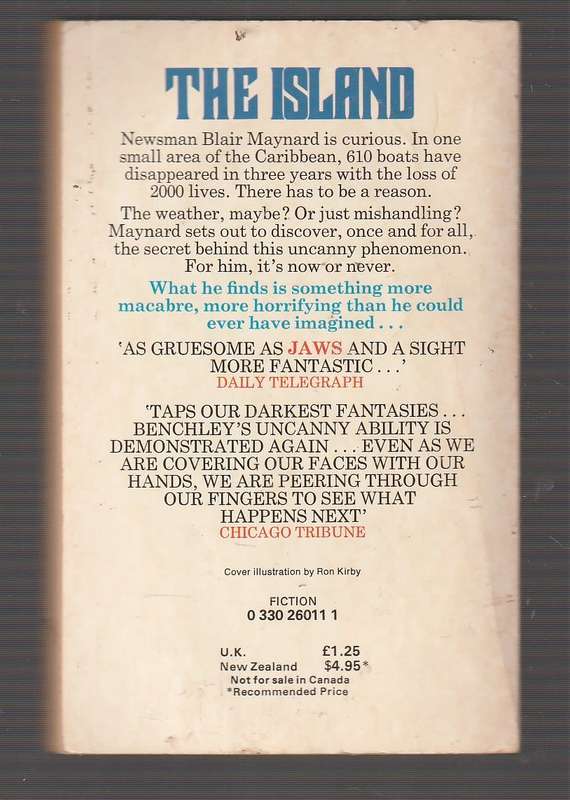 THE ISLAND
Newsman Blair Maynard is curious. In one
small area of the Caribbean, 610 boats have
disappeared in three years with the loss of
2000 lives. There has to be a reason.
The weather, maybe? Or just mishandling?
Maynard sets out to discover, once and for all,
the secret behind this uncanny phenomenon.
For him, it's now or never.
What he finds is something more
macabre, more horrifying than he could
ever have imagined . . .
'AS GRUESOME AS JAWS AND A SIGHT
MORE FANTASTIC . . .'
DAILY TELEGRAPH
'TAPS OUR DARKEST FANTASIES . . .
BENCHLEY'S UNCANNY ABILITY IS
DEMONSTRATED AGAIN . . . EVEN AS WE
ARE COVERING OUR FACES WITH OUR
HANDS, WE ARE PEERING THROUGH
OUR FINGERS TO SEE WHAT
HAPPENS NEXT'
CHICAGO TRIBUNE
Cover illustration by Ron Kirby
FICTION
0 330 26011 1
U.K. £1.25
New Zealand $4.95*
Not for sale in Canada
*Recommended Price